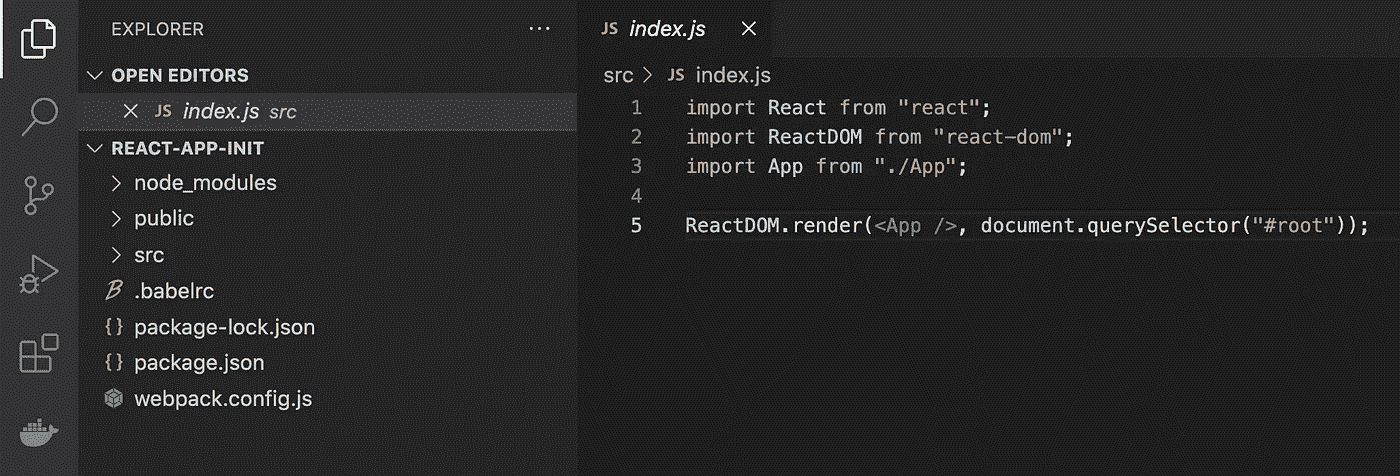 EXPLORER
OPEN EDITORS
JS index.js src
REACT-APP-INIT
node_modules
public
src
B .babelrc
{} package-lock.json
{} package.json
webpack.config.js
JS index.js
src > JS index.js
1 import React from "react";
2 import ReactDOM from "react-dom";
3 import App from "./App";
4
5 ReactDOM.render(<App />, document.querySelector("#root"));